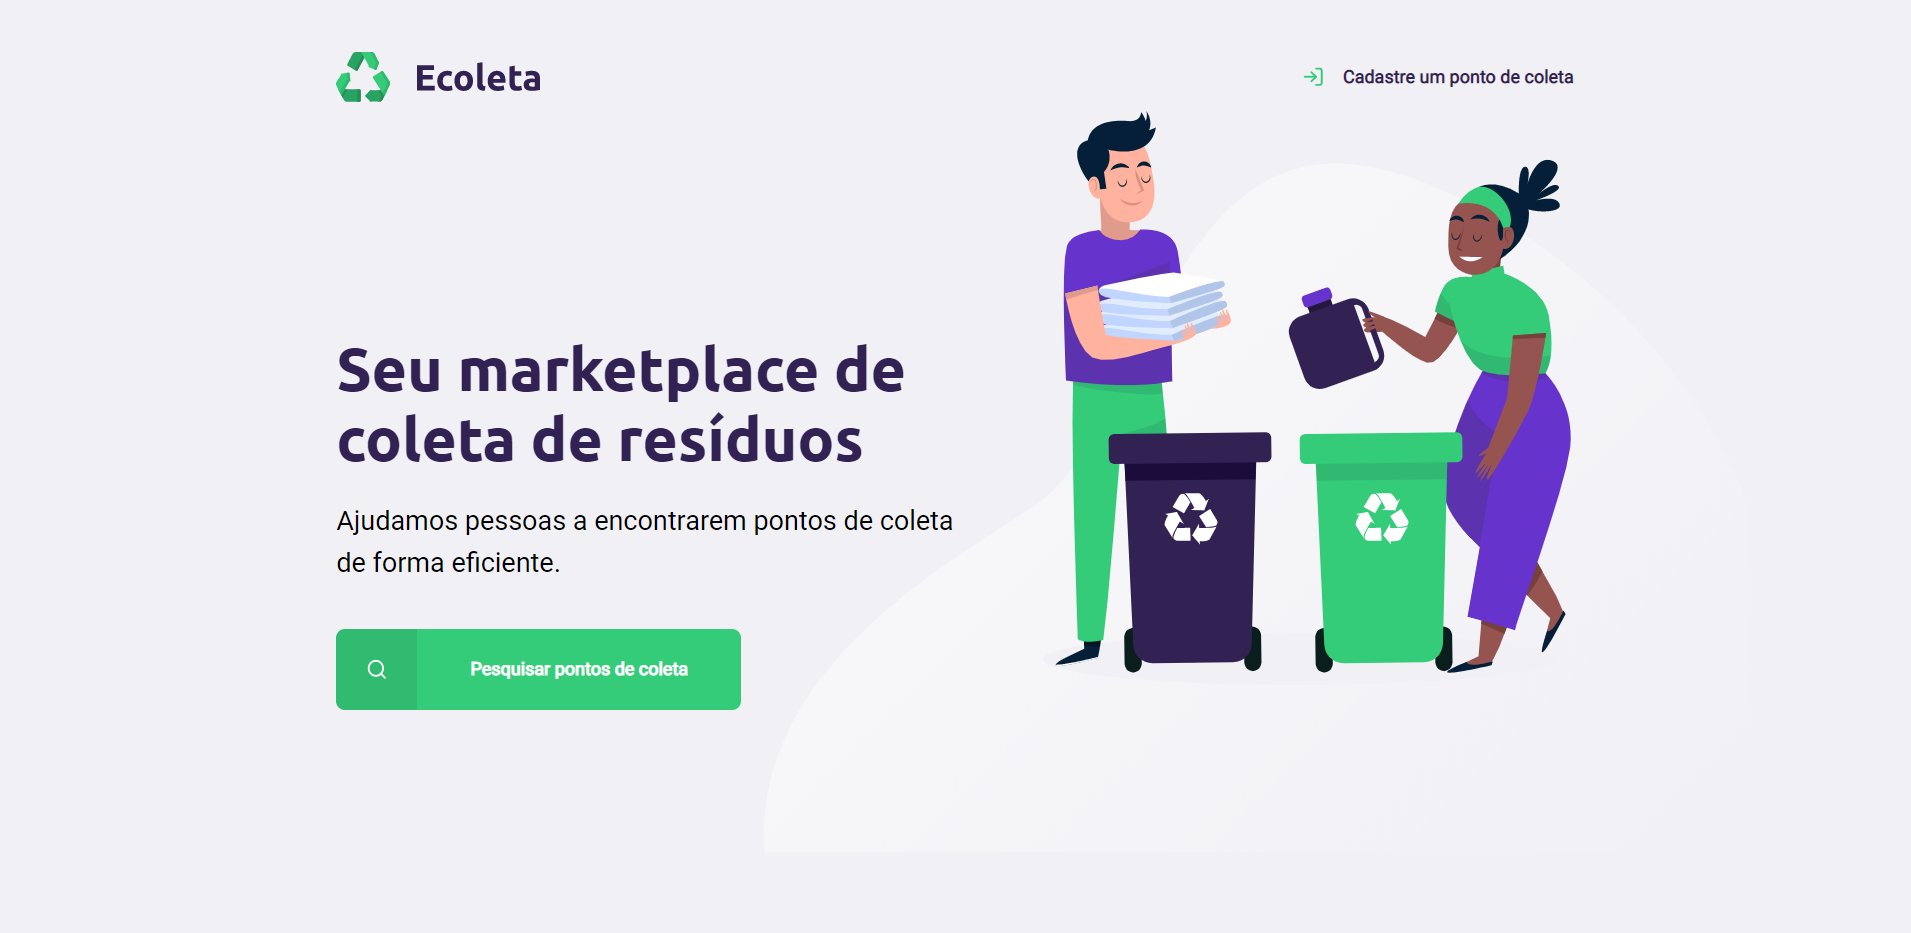 Ecoleta
Cadastre um ponto de coleta
Seu marketplace de
coleta de resíduos
Ajudamos pessoas a encontrarem pontos de coleta
de forma eficiente.
Pesquisar pontos de coleta